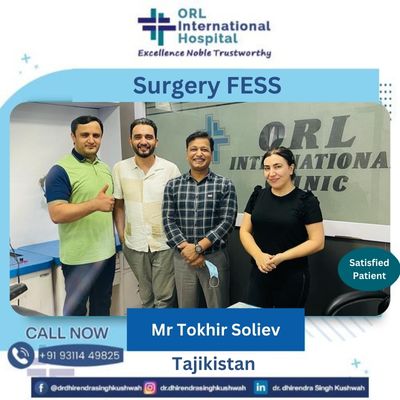 ORL
International
Hospital
Excellence Noble Trustworthy
Surgery FESS
ORL
INTERNATIONAL
CLINIC
Satisfied
Patient
Mr Tokhir Soliev
Tajikistan
CALL NOW
+91 93114 49825
@drdhirendrasinghkushwah
dr.dhirendrasinghkushwah
dr. dhirendra Singh Kushwah